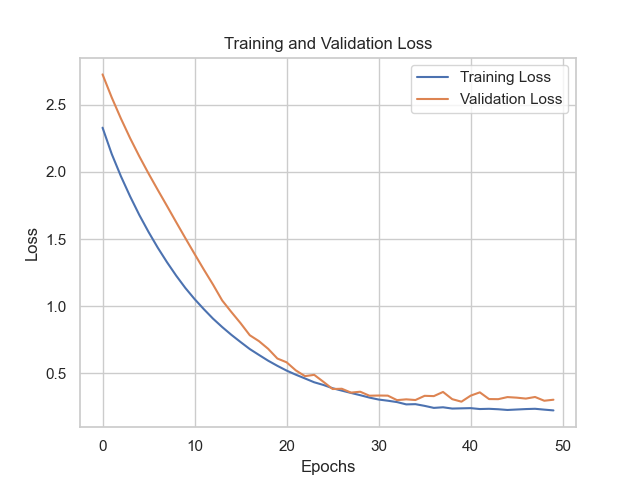 Training and Validation Loss
Training Loss
Validation Loss
2.5
2.0
1.5
1.0
0.5
Loss
0 10 20 30 40 50
Epochs